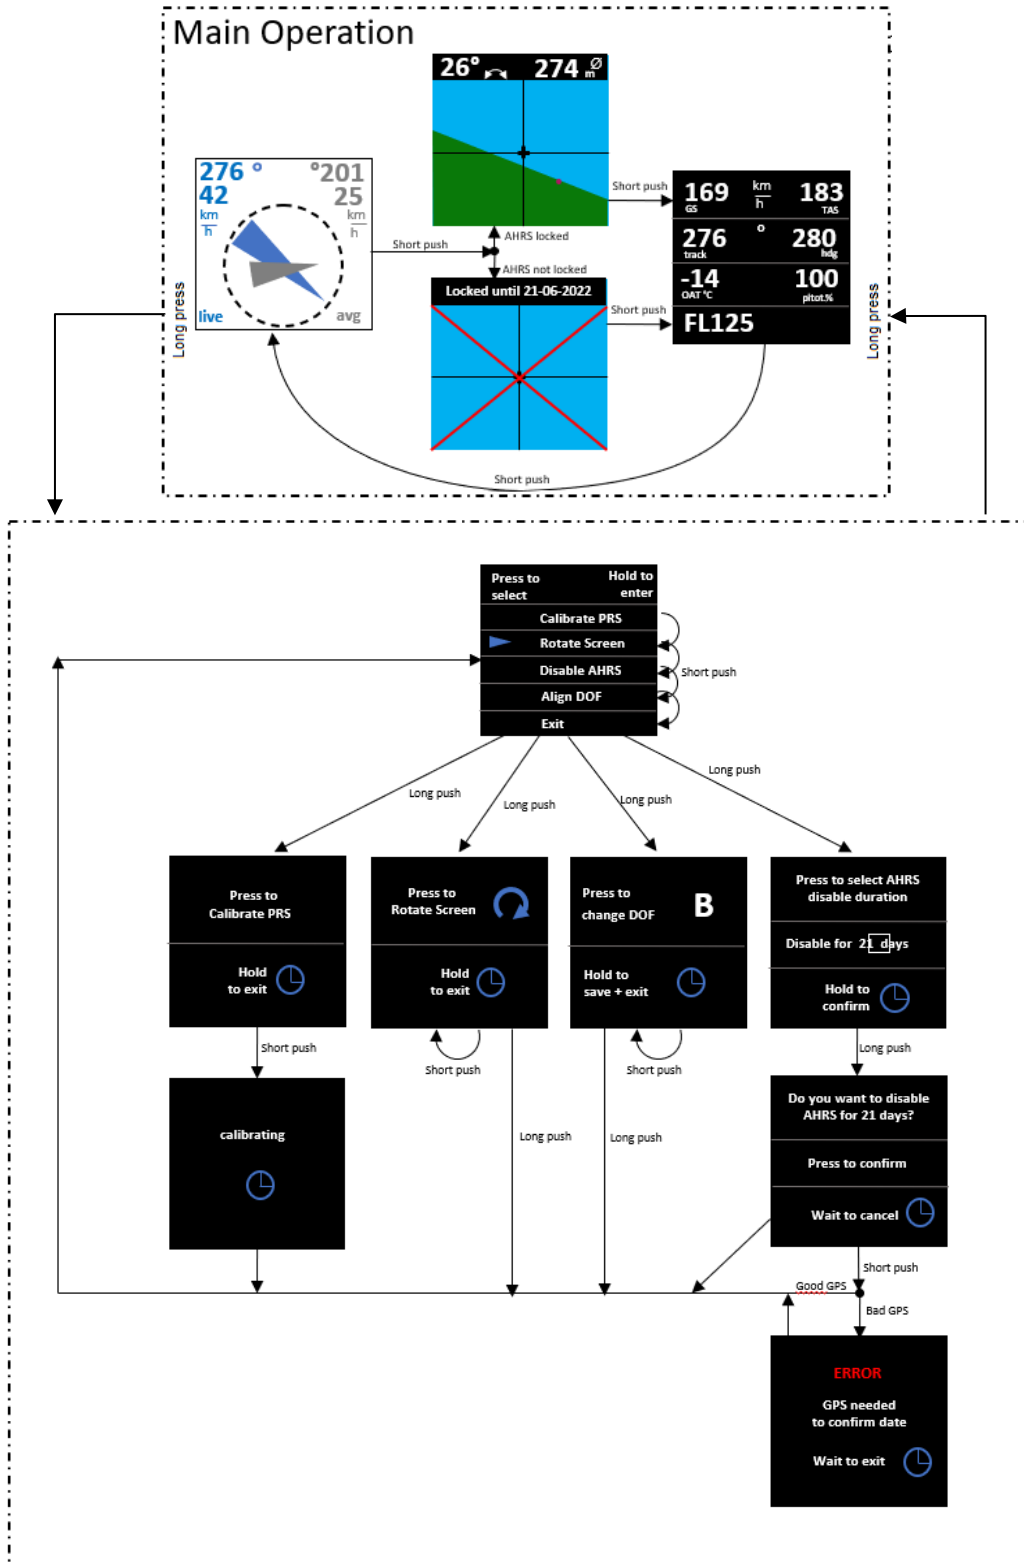 Main Operation
26° 274 m Ø
276 ° °201
42 25
km km
h h
live avg
Long press
Short push
AHRS locked
AHRS not locked
Locked until 21-06-2022
Short push
Short push
169 km 183
GS h TAS
276 ° 280
track hdg
-14 100
OAT °C pitot.%
FL125
Long press
Short push
Press to Hold to
select enter
Calibrate PRS
Rotate Screen
Disable AHRS
Align DOF
Exit
Short push
Long push
Long push
Long push
Long push
Press to
Calibrate PRS
Hold
to exit
Press to
Rotate Screen
Hold
to exit
Press to
change DOF B
Hold to
save + exit
Press to select AHRS
disable duration
Disable for 21 days
Hold to
confirm
Short push
Short push
Short push
Long push
calibrating
Long push
Long push
Do you want to disable
AHRS for 21 days?
Press to confirm
Wait to cancel
Short push
Good GPS
Bad GPS
ERROR
GPS needed
to confirm date
Wait to exit